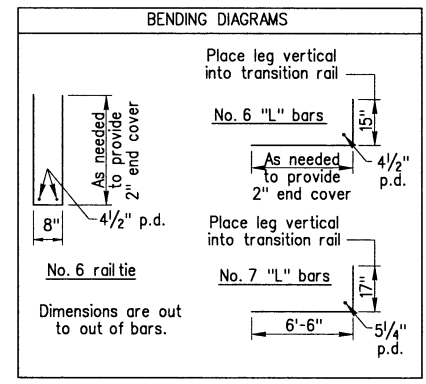 BENDING DIAGRAMS
As needed
to provide
2" end cover
4½" p.d.
8"
No. 6 rail tie
Dimensions are out
to out of bars.
Place leg vertical
into transition rail
No. 6 "L" bars
15"
As needed
to provide
2" end cover
4½"
p.d.
Place leg vertical
into transition rail
No. 7 "L" bars
17"
6'-6"
5¼"
p.d.